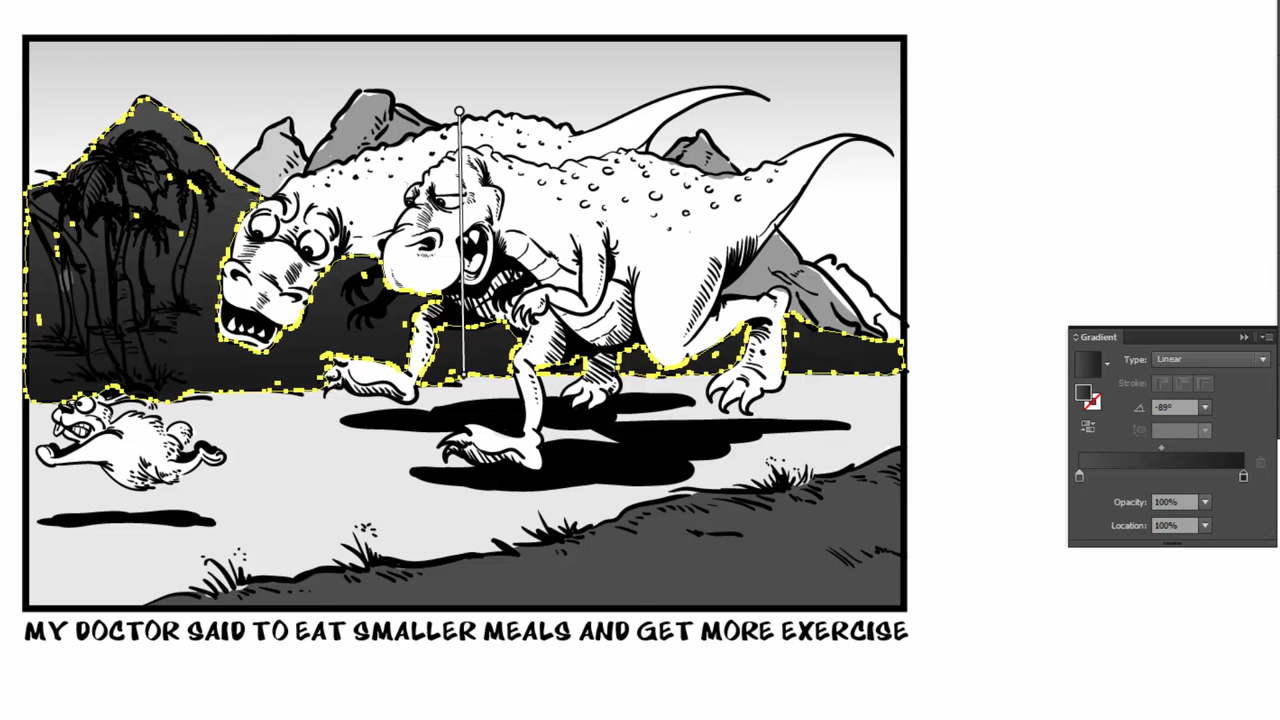 Gradient
Type: Linear
Stroke:
-89°
Opacity: 100%
Location: 100%
MY DOCTOR SAID TO EAT SMALLER MEALS AND GET MORE EXERCISE